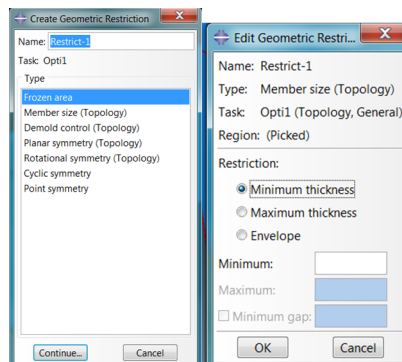 Create Geometric Restriction
Name: Restrict-1
Task: Opti1
Type
Frozen area
Member size (Topology)
Demold control (Topology)
Planar symmetry (Topology)
Rotational symmetry (Topology)
Cyclic symmetry
Point symmetry
Continue...
Cancel
Edit Geometric Restri...
Name: Restrict-1
Type: Member size (Topology)
Task: Opti1 (Topology, General)
Region: (Picked)
Restriction:
Minimum thickness
Maximum thickness
Envelope
Minimum:
Maximum:
Minimum gap:
OK
Cancel